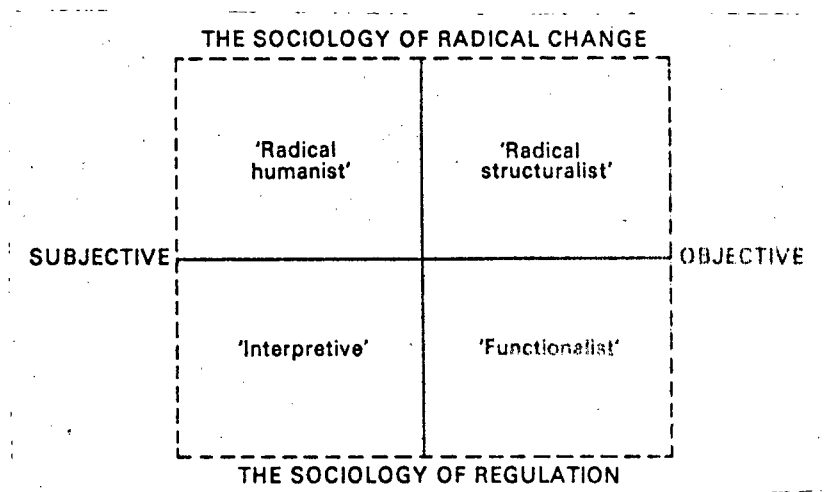 THE SOCIOLOGY OF RADICAL CHANGE
'Radical
humanist'
'Radical
structuralist'
SUBJECTIVE
OBJECTIVE
'Interpretive'
'Functionalist'
THE SOCIOLOGY OF REGULATION